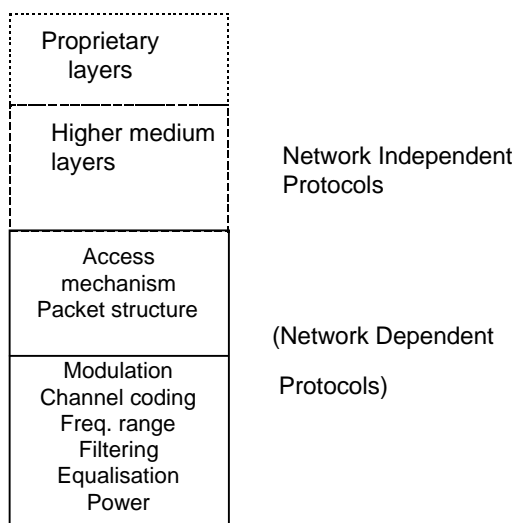 Proprietary
layers
Higher medium
layers
Network Independent
Protocols
Access
mechanism
Packet structure
(Network Dependent
Protocols)
Modulation
Channel coding
Freq. range
Filtering
Equalisation
Power